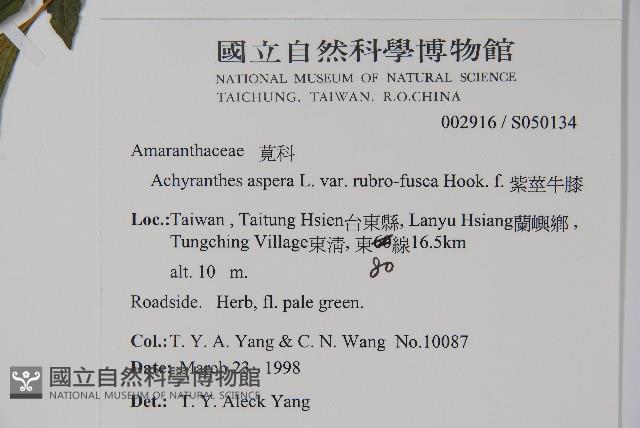 國立自然科學博物館
NATIONAL MUSEUM OF NATURAL SCIENCE
TAICHUNG, TAIWAN, R.O.CHINA
002916 / S050134
Amaranthaceae 莧科
Achyranthes aspera L. var. rubro-fusca Hook. f. 紫莖牛膝
Loc.:Taiwan , Taitung Hsien台東縣, Lanyu Hsiang蘭嶼鄉 ,
Tungching Village東清, 東線16.5km
80
alt. 10 m.
Roadside. Herb, fl. pale green.
Col.:T. Y. A. Yang & C. N. Wang No.10087
Date: March 23, 1998
國立自然科學博物館
NATIONAL MUSEUM OF NATURAL SCIENCE
Det.: T. Y. Aleck Yang